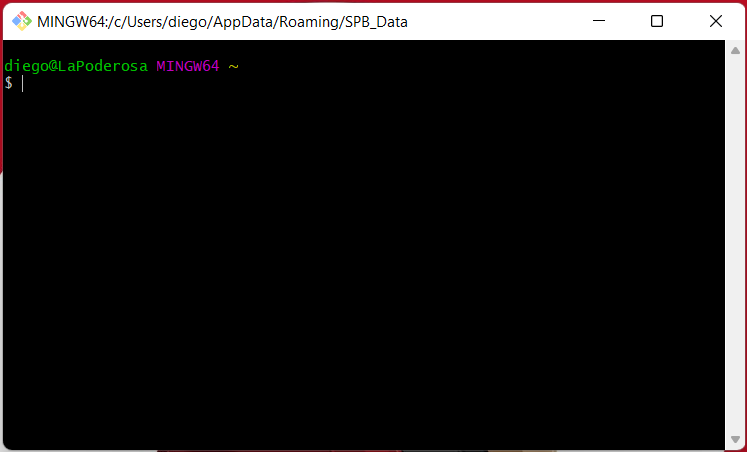 MINGW64:/c/Users/diego/AppData/Roaming/SPB_Data
diego@LaPoderosa MINGW64 ~
$